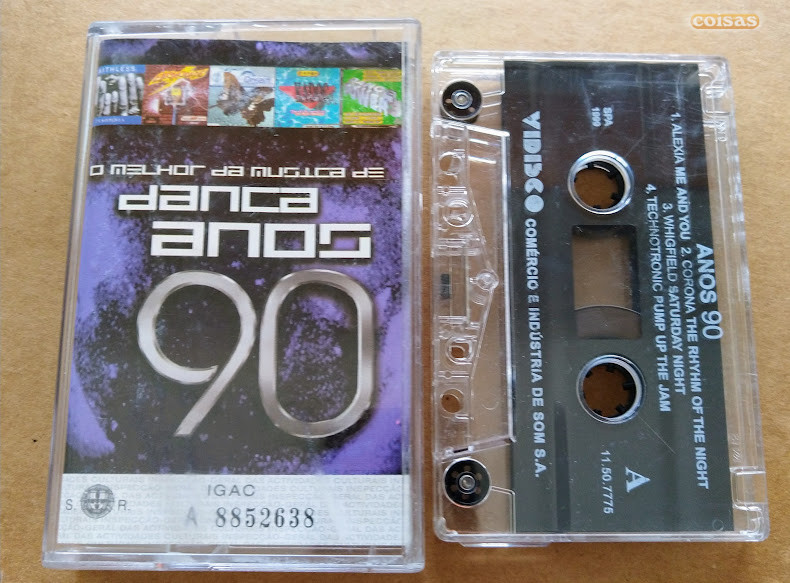 coisas
O MELHOR DA MUSICA DE
DANCA
ANOS
90
IGAC
S. R.
A 8852638
ANOS 90
1. ALEXIA ME AND YOU 2. CORONA THE RHYHM OF THE NIGHT
3. WHIGFIELD SATURDAY NIGHT
4. TECHNOTRONIC PUMP UP THE JAM
SPA
1999
A
11.50.7775
VIDISCO COMÉRCIO E INDÚSTRIA DE SOM S.A.